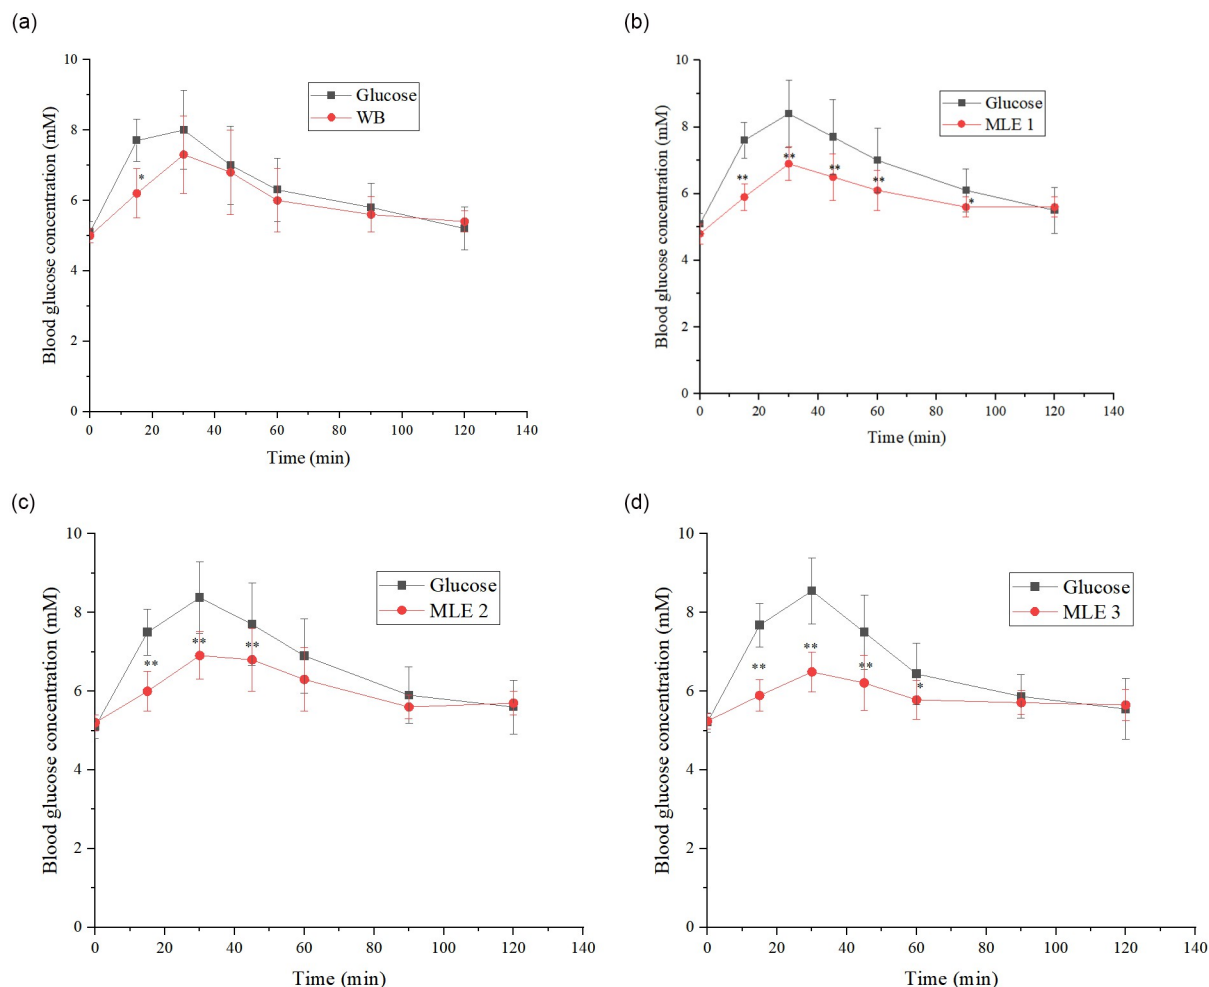 (a)
Blood glucose concentration (mM)
10
8
6
4
2
0
Glucose
WB
*
0 20 40 60 80 100 120 140
Time (min)
(b)
Blood glucose concentration (mM)
10
8
6
4
2
0
Glucose
MLE 1
** ** ** ** *
0 20 40 60 80 100 120 140
Time (min)
(c)
Blood glucose concentration (mM)
10
8
6
4
2
0
Glucose
MLE 2
** ** **
0 20 40 60 80 100 120 140
Time (min)
(d)
Blood glucose concentration (mM)
10
8
6
4
2
0
Glucose
MLE 3
** ** ** *
0 20 40 60 80 100 120 140
Time (min)